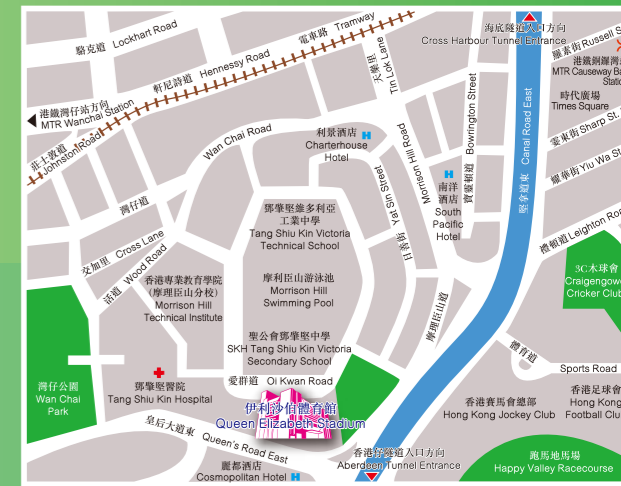 駱克道 Lockhart Road
電車路 Tramway
軒尼詩道 Hennessy Road
天樂里 Tin Lok Lane
海底隧道入口方向
Cross Harbour Tunnel Entrance
羅素街 Russell S
港鐵銅鑼灣
MTR Causeway Ba
Statio
時代廣場
Times Square
港鐵灣仔站方向
MTR Wanchai Station
莊士敦道
Johnston Road
Wan Chai Road
灣仔道
利景酒店 H
Charterhouse
Hotel
Morrison Hill Road
摩理臣山道
寶靈頓道 Bowrington Street
堅拿道東 Canal Road East
霎東街 Sharp St.
耀華街 Yiu Wa St
禮頓道 Leighton Roa
日善街 Yat Sin Street
H
南洋
酒店
South
Pacific
Hotel
鄧肇堅維多利亞
工業中學
Tang Shiu Kin Victoria
Technical School
摩利臣山游泳池
Morrison Hill
Swimming Pool
聖公會鄧肇堅中學
SKH Tang Shiu Kin Victoria
Secondary School
交加里 Cross Lane
活道 Wood Road
香港專業教育學院
(摩理臣山分校)
Morrison Hill
Technical Institute
3C木球會
Craigengowe
Cricker Club
體育道
Sports Road
灣仔公園
Wan Chai
Park
鄧肇堅醫院
Tang Shiu Kin Hospital
愛群道 Oi Kwan Road
伊利沙伯體育館
Queen Elizabeth Stadium
香港賽馬會總部
Hong Kong Jockey Club
香港足球會
Hong Kong
Football Clu
皇后大道東 Queen's Road East
麗都酒店
Cosmopolitan Hotel H
香港仔隧道入口方向
Aberdeen Tunnel Entrance
跑馬地馬場
Happy Valley Racecourse